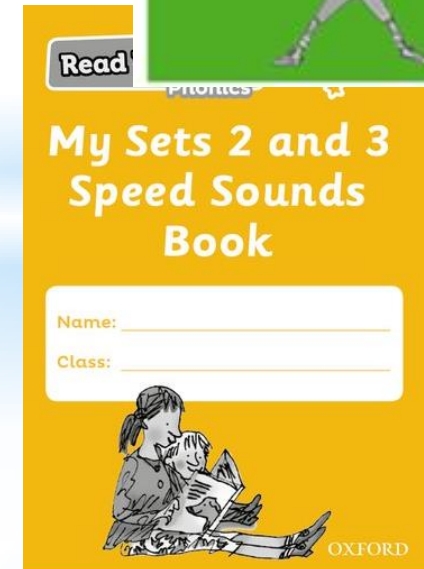 Read
Phonics
My Sets 2 and 3
Speed Sounds
Book
Name:
Class:
OXFORD